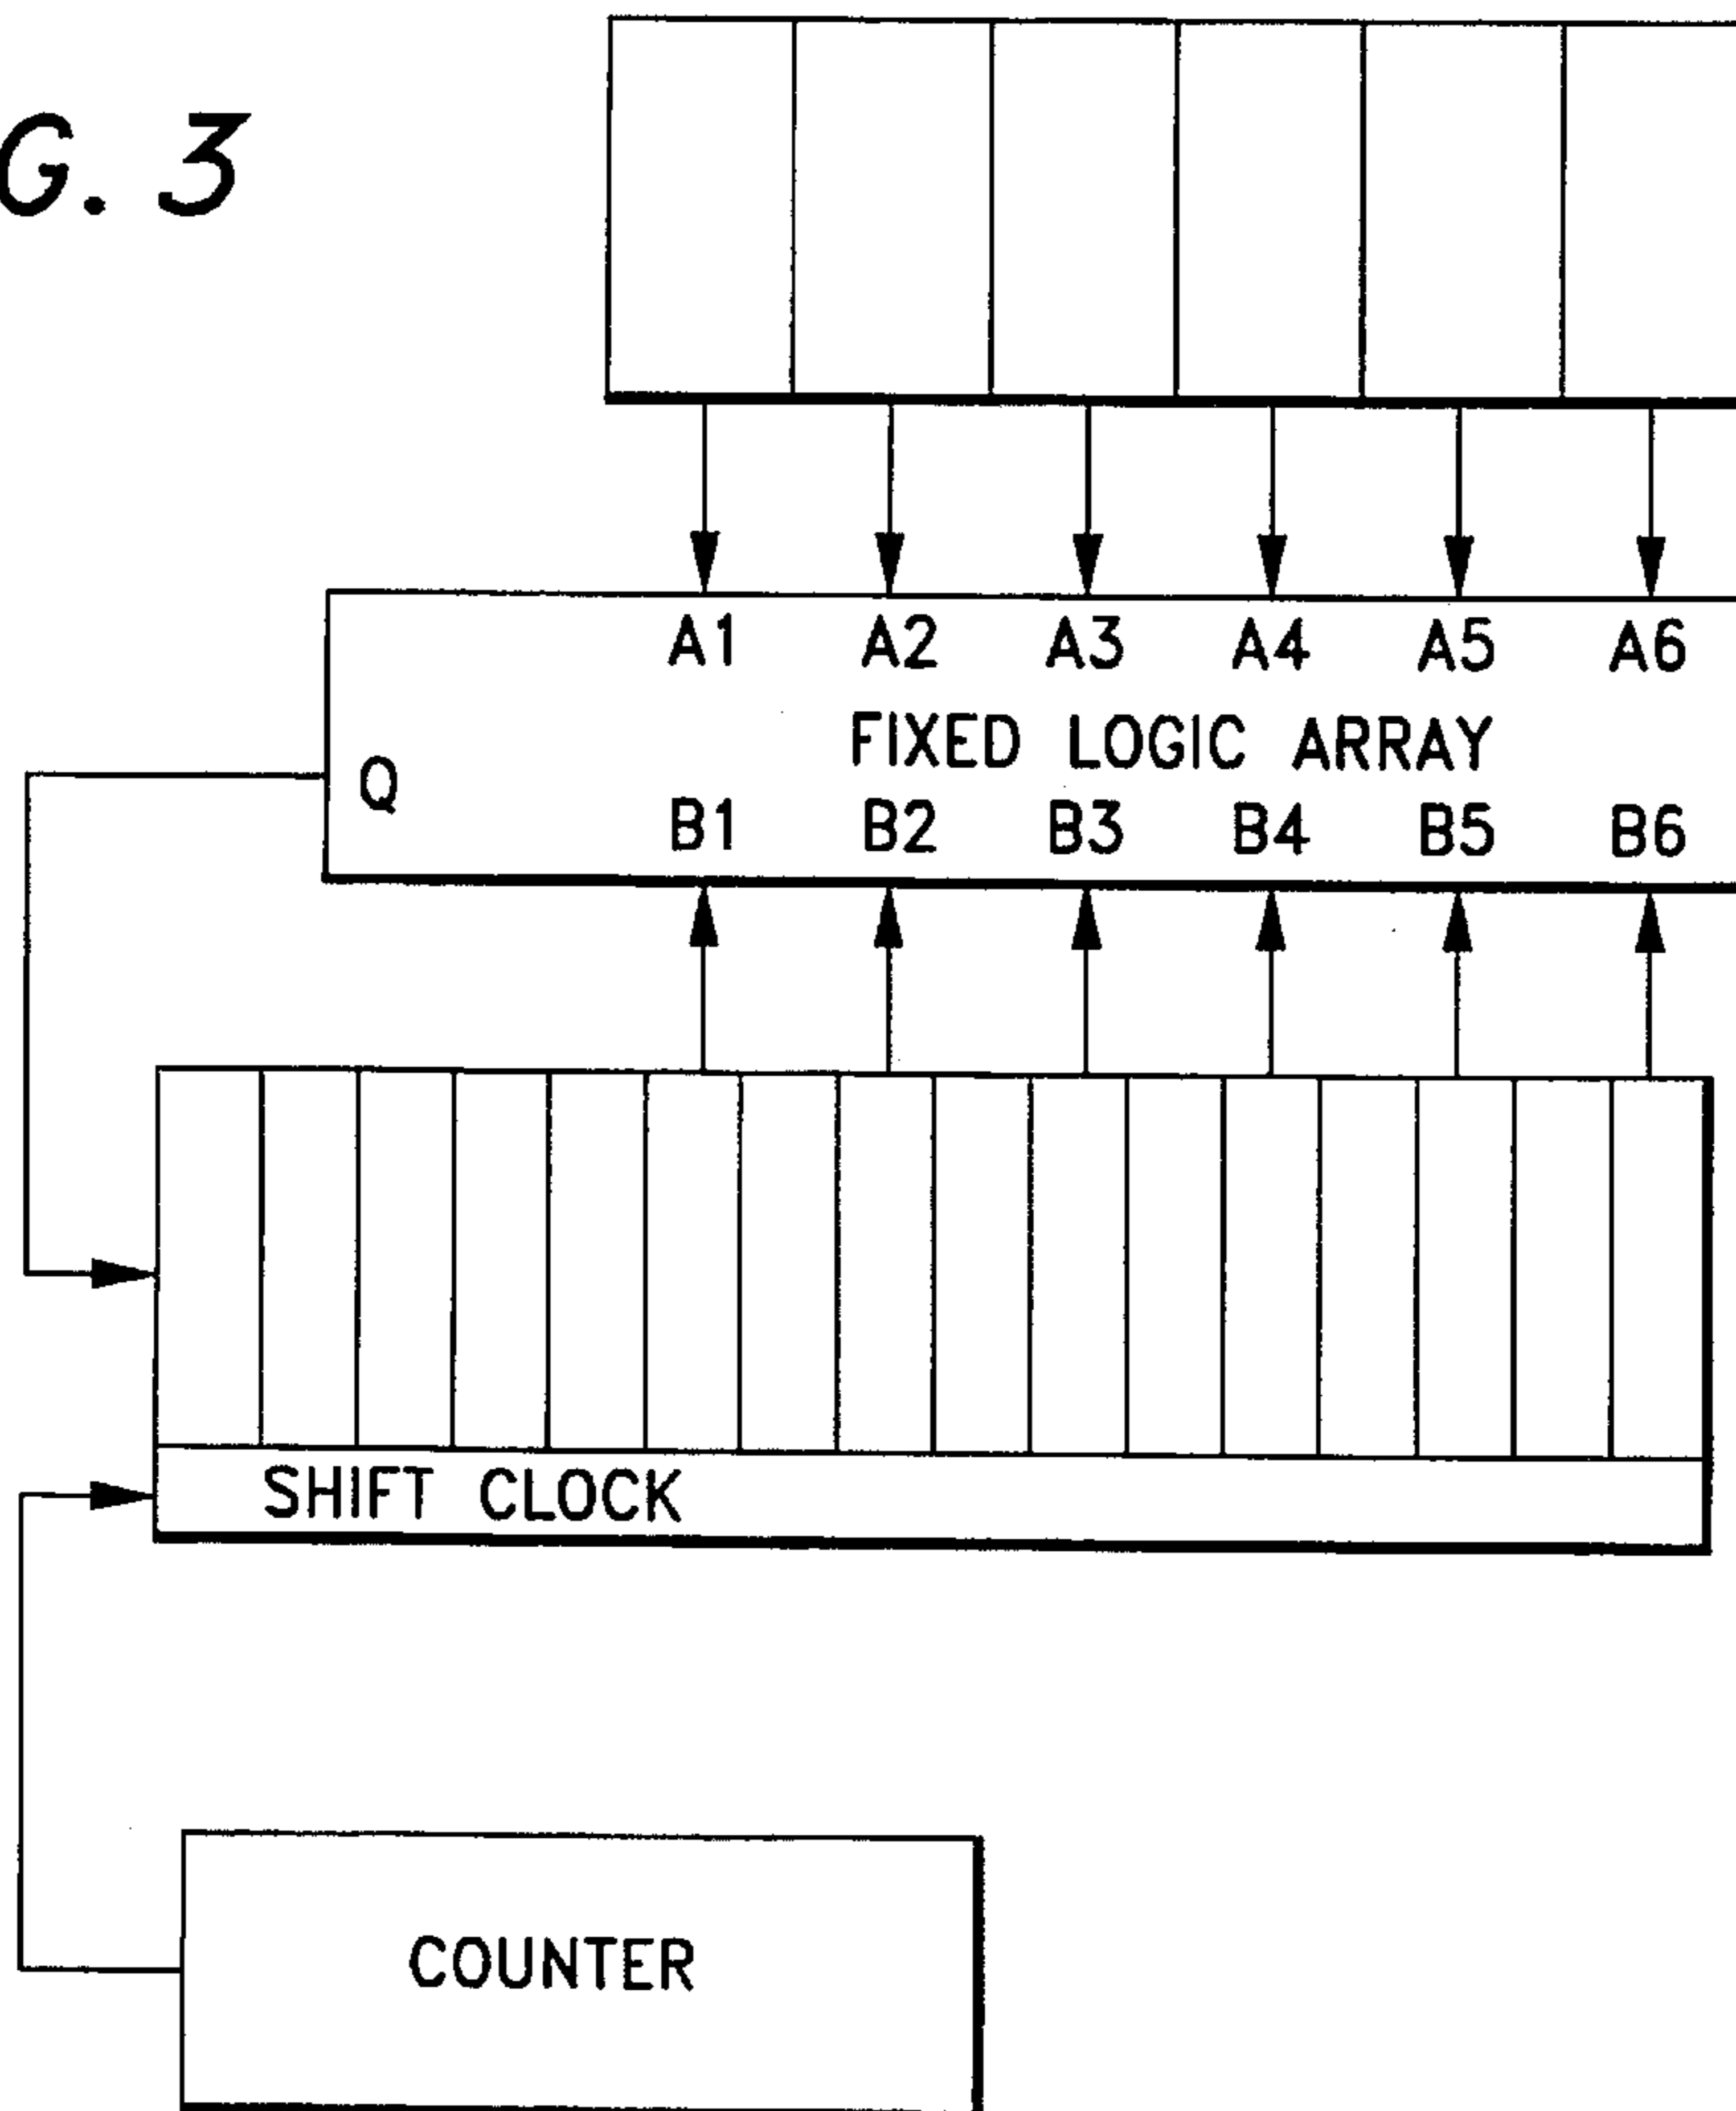 G. 3
A1 A2 A3 A4 A5 A6
FIXED LOGIC ARRAY
Q
B1 B2 B3 B4 B5 B6
SHIFT CLOCK
COUNTER